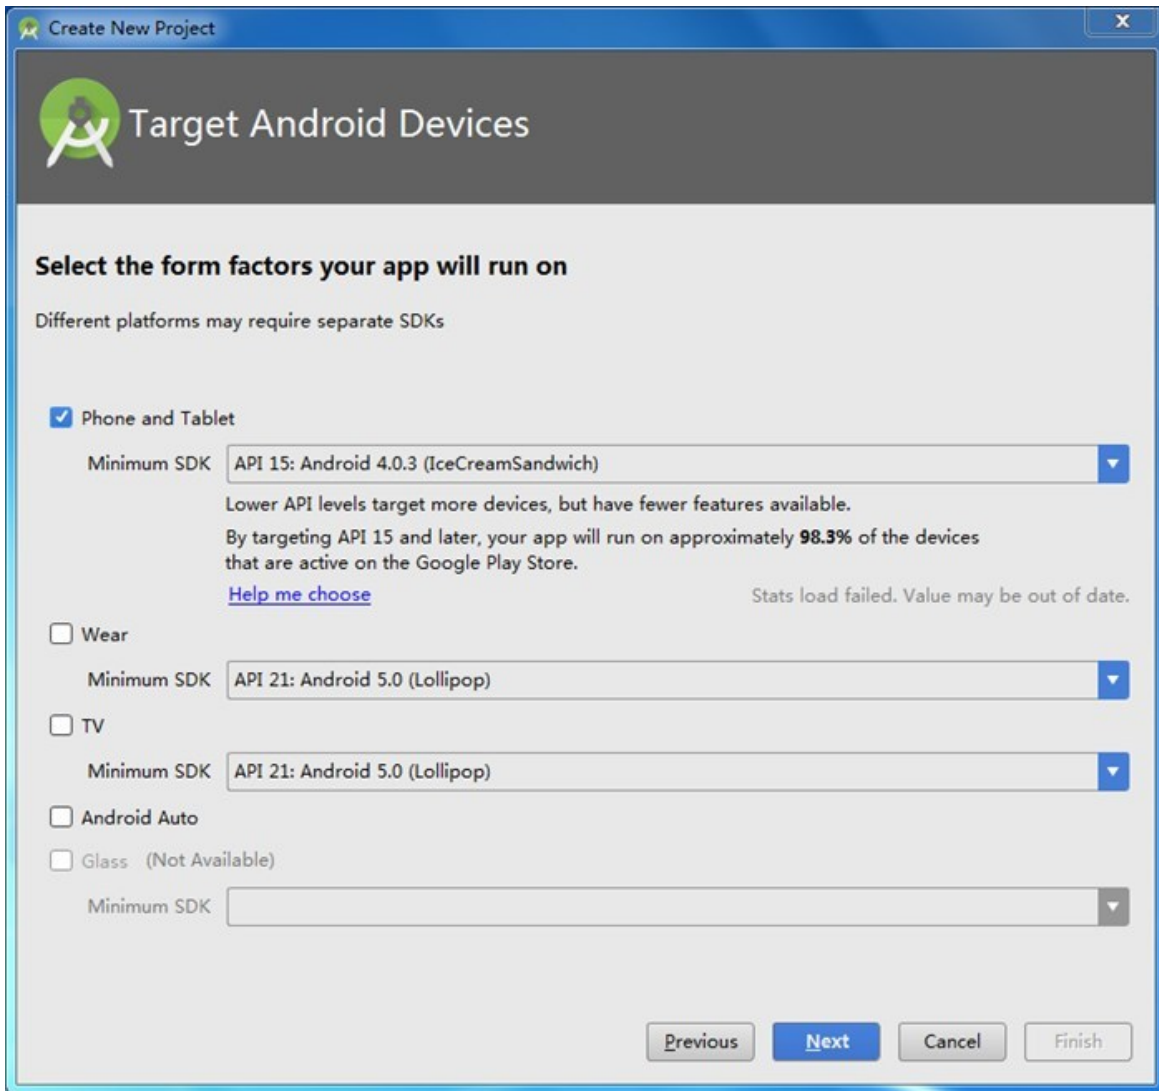 Create New Project
Target Android Devices
Select the form factors your app will run on
Different platforms may require separate SDKs
Phone and Tablet
Minimum SDK API 15: Android 4.0.3 (IceCreamSandwich)
Lower API levels target more devices, but have fewer features available.
By targeting API 15 and later, your app will run on approximately 98.3% of the devices
that are active on the Google Play Store.
Help me choose Stats load failed. Value may be out of date.
Wear
Minimum SDK API 21: Android 5.0 (Lollipop)
TV
Minimum SDK API 21: Android 5.0 (Lollipop)
Android Auto
Glass (Not Available)
Minimum SDK
Previous Next Cancel Finish